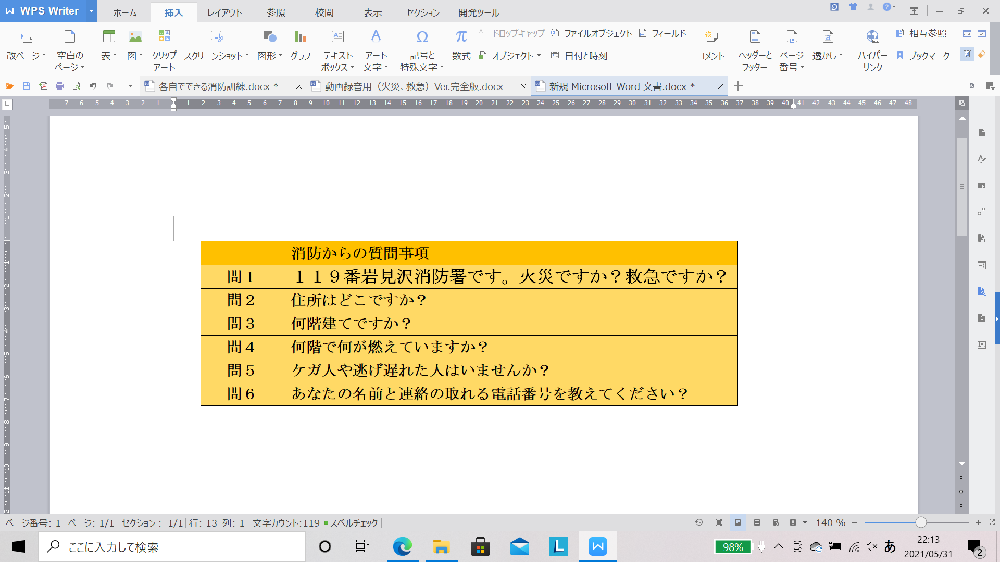 WPS Writer
ホーム 挿入 レイアウト 参照 校閲 表示 セクション 開発ツール
ドロップキャップ ファイルオブジェクト フィールド 相互参照
改ページ 空白の 表 図 クリップ スクリーンショット 図形 グラフ テキスト アート 記号と 数式 オブジェクト 日付と時刻 コメント ヘッダーと ページ 透かし ハイパー ブックマーク
ページ アート ボックス 文字 特殊文字 フッター 番号 リンク
各自でできる消防訓練.docx * 動画録音用（火災、救急）Ver.完全版.docx 新規 Microsoft Word 文書.docx *
7 6 5 4 3 2 1 1 2 3 4 5 6 7 8 9 10 11 12 13 14 15 16 17 18 19 20 21 22 23 24 25 26 27 28 29 30 31 32 33 34 35 36 37 38 39 40 41 42 43 44 45 46 47 48
消防からの質問事項
問１ １１９番岩見沢消防署です。火災ですか？救急ですか？
問２ 住所はどこですか？
問３ 何階建てですか？
問４ 何階で何が燃えていますか？
問５ ケガ人や逃げ遅れた人はいませんか？
問６ あなたの名前と連絡の取れる電話番号を教えてください？
ページ番号: 1 ページ: 1/1 セクション： 1/1 行: 13 列: 1 文字カウント:119 スペルチェック 140 %
ここに入力して検索 98% あ 22:13
2021/05/31 2